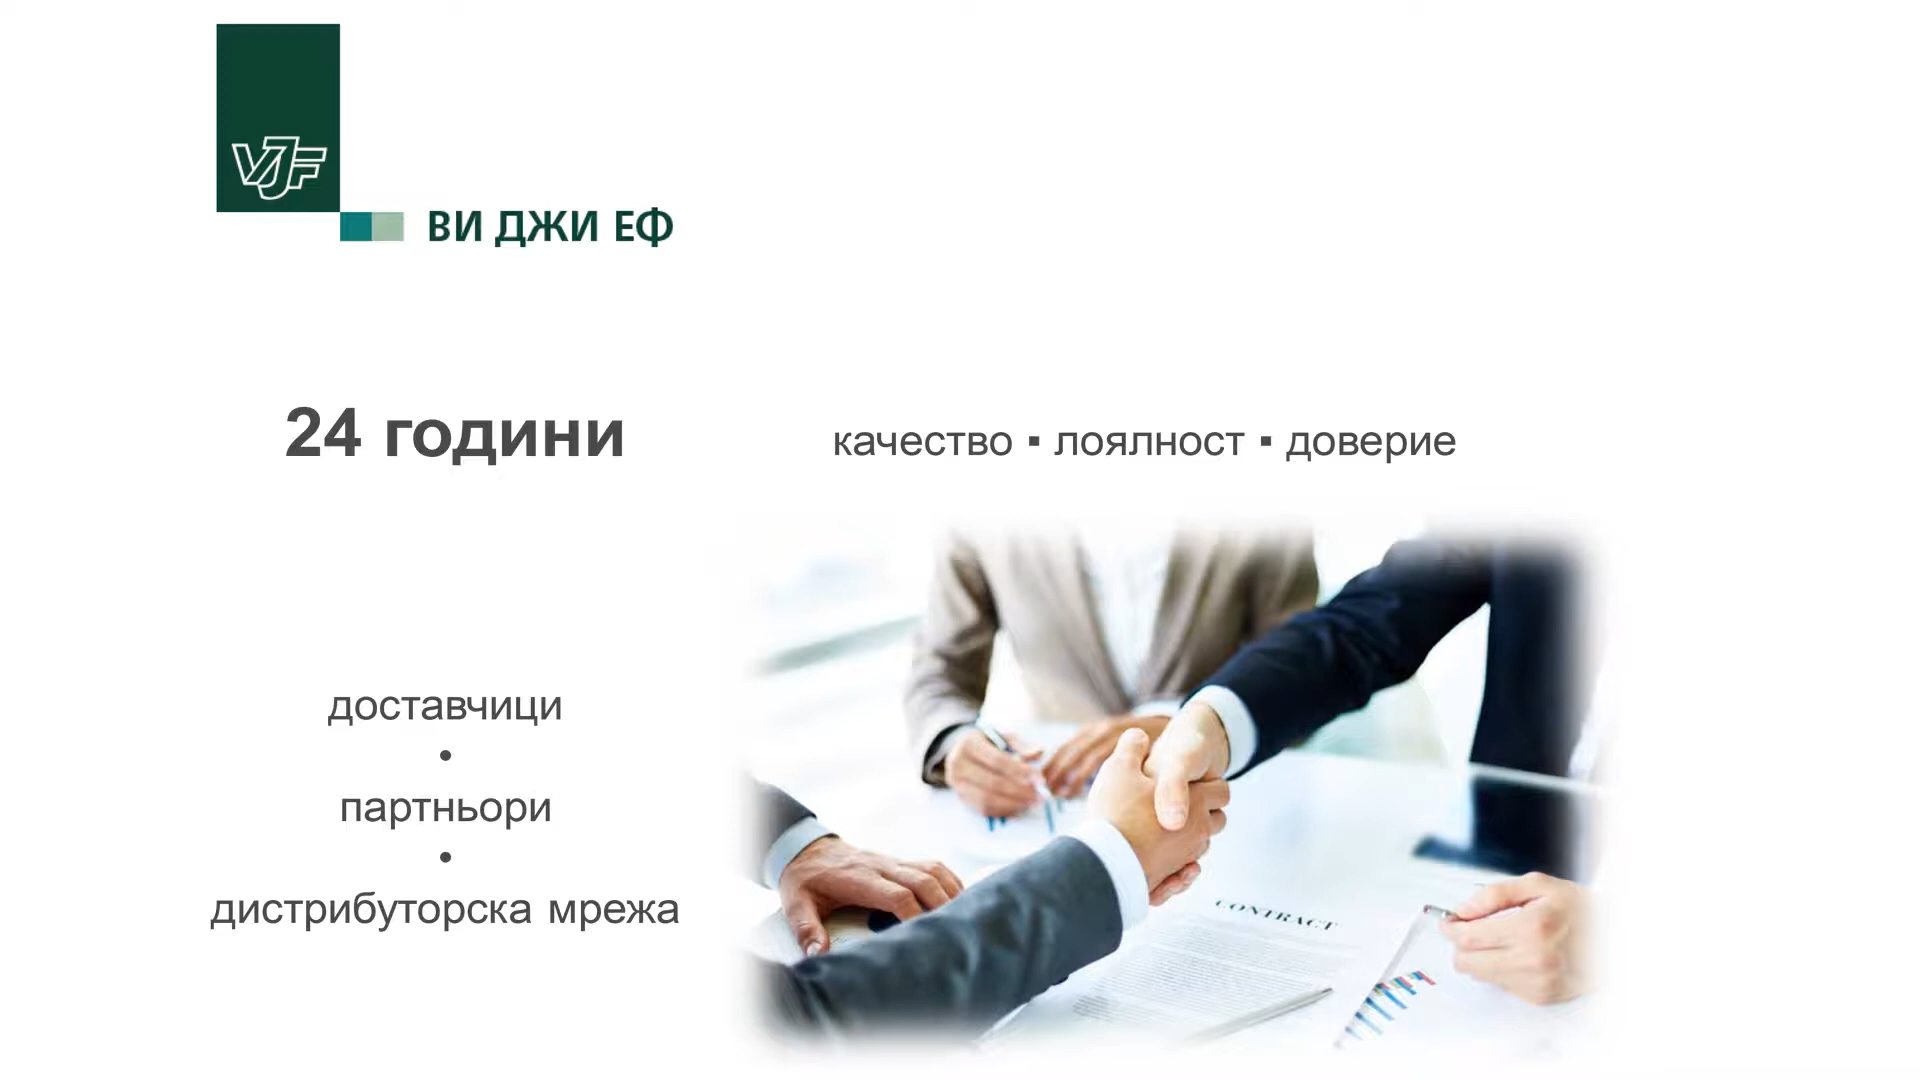 VJF
ВИ ДЖИ ЕФ
24 години
качество ▪ лоялност ▪ доверие
доставчици
•
партньори
•
дистрибуторска мрежа
CONTRACT